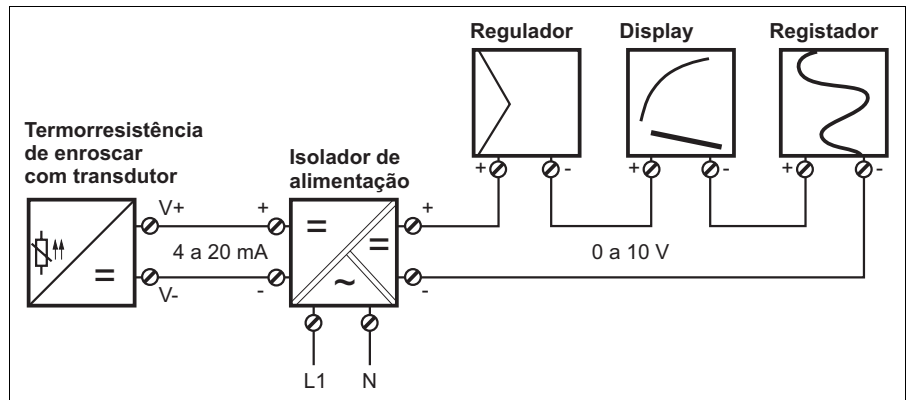 Regulador
Display
Registador
Termorresistência
de enroscar
com transdutor
Isolador de
alimentação
+ -
+ -
+ -
V+ + +
4 a 20 mA
0 a 10 V
V- - -
L1 N